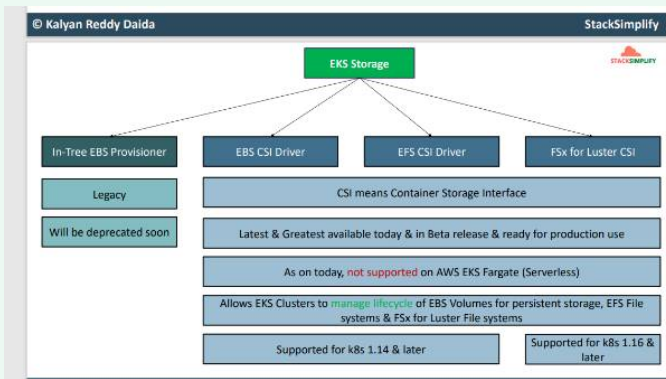 © Kalyan Reddy Daida
StackSimplify
STACKSIMPLIFY
EKS Storage
In-Tree EBS Provisioner
EBS CSI Driver
EFS CSI Driver
FSx for Luster CSI
Legacy
CSI means Container Storage Interface
Will be deprecated soon
Latest & Greatest available today & in Beta release & ready for production use
As on today, not supported on AWS EKS Fargate (Serverless)
Allows EKS Clusters to manage lifecycle of EBS Volumes for persistent storage, EFS File
systems & FSx for Luster File systems
Supported for k8s 1.14 & later
Supported for k8s 1.16 &
later